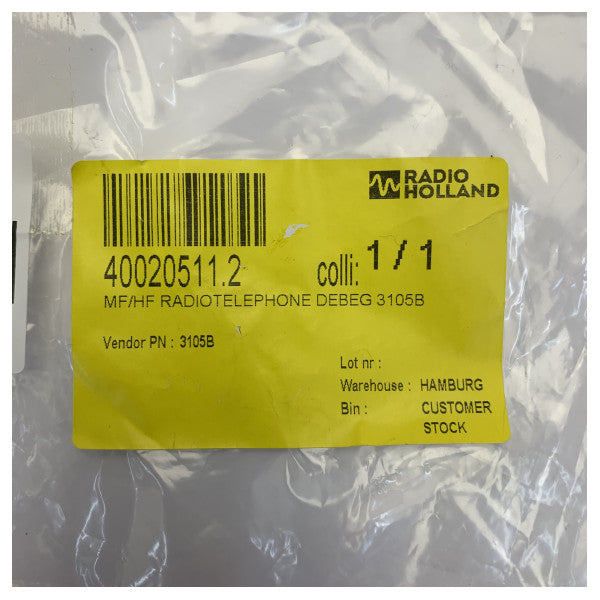 RADIO
HOLLAND
40020511.2 colli: 1 / 1
MF/HF RADIOTELEPHONE DEBEG 3105B
Vendor PN : 3105B
Lot nr :
Warehouse : HAMBURG
Bin : CUSTOMER
STOCK